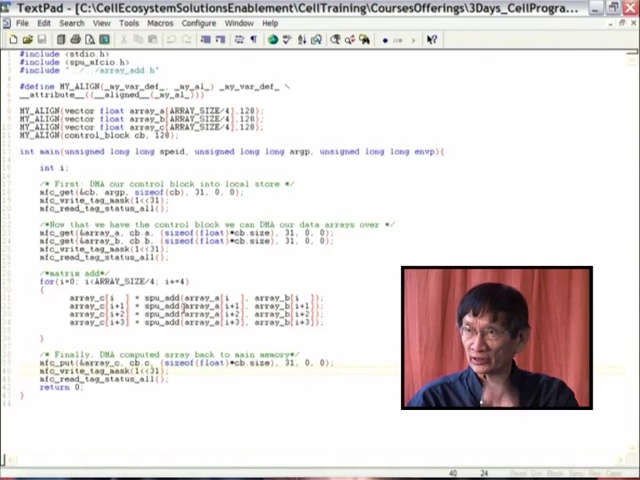 TextPad - [C:\CellEcosystemSolutionsEnablement\CellTraining\CoursesOfferings\3Days_CellProgra...
File Edit Search View Tools Macros Configure Window Help
#include <stdio.h>
#include <spu_mfcio.h>
#include "../../array_add.h"
#define MY_ALIGN(_my_var_def_, _my_al_) _my_var_def_ \
__attribute__((__aligned__(_my_al_)))
MY_ALIGN(vector float array_a[ARRAY_SIZE/4],128);
MY_ALIGN(vector float array_b[ARRAY_SIZE/4],128);
MY_ALIGN(vector float array_c[ARRAY_SIZE/4],128);
MY_ALIGN(control_block cb, 128);
int main(unsigned long long speid, unsigned long long argp, unsigned long long envp){
int i;
/* First: DMA our control block into local store */
mfc_get(&cb, argp, sizeof(cb), 31, 0, 0);
mfc_write_tag_mask(1<<31);
mfc_read_tag_status_all();
/*Now that we have the control block we can DMA our data arrays over */
mfc_get(&array_a, cb.a, (sizeof(float)*cb.size), 31, 0, 0);
mfc_get(&array_b, cb.b, (sizeof(float)*cb.size), 31, 0, 0);
mfc_write_tag_mask(1<<31);
mfc_read_tag_status_all();
/*matrix add*/
for(i=0; i<ARRAY_SIZE/4; i+=4)
{
array_c[i ] = spu_add(array_a[i ], array_b[i ]);
array_c[i+1] = spu_add(array_a[i+1], array_b[i+1]);
array_c[i+2] = spu_add(array_a[i+2], array_b[i+2]);
array_c[i+3] = spu_add(array_a[i+3], array_b[i+3]);
}
/* Finally, DMA computed array back to main memory*/
mfc_put(&array_c, cb.c, (sizeof(float)*cb.size), 31, 0, 0);
mfc_write_tag_mask(1<<31);
mfc_read_tag_status_all();
return 0;
}
40 24 Read Ovr Block Sync Rec Caps